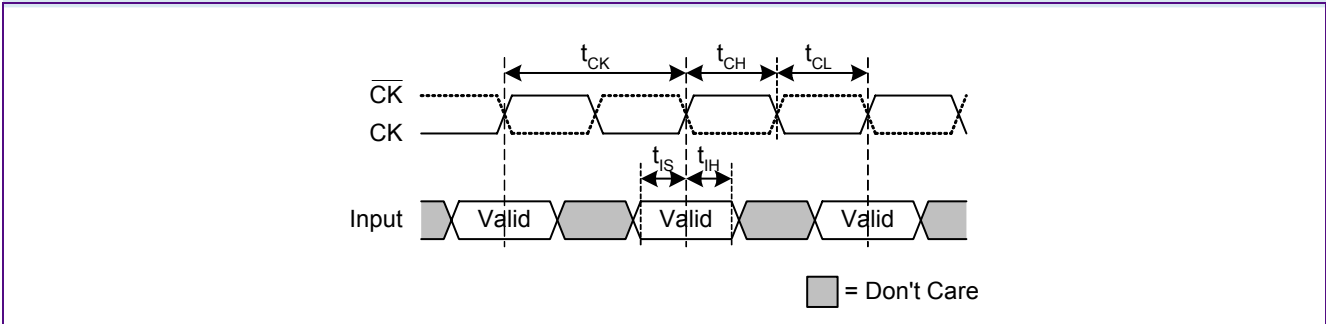 tCK tCH tCL
CK
CK
tIS tIH
Input Valid Valid Valid
= Don't Care